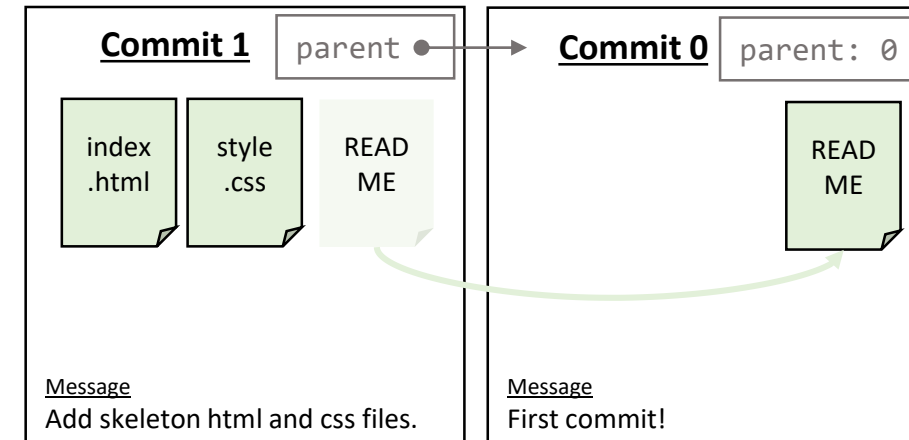 Commit 1
parent
Commit 0
parent: 0
index
.html
style
.css
READ
ME
READ
ME
Message
Add skeleton html and css files.
Message
First commit!